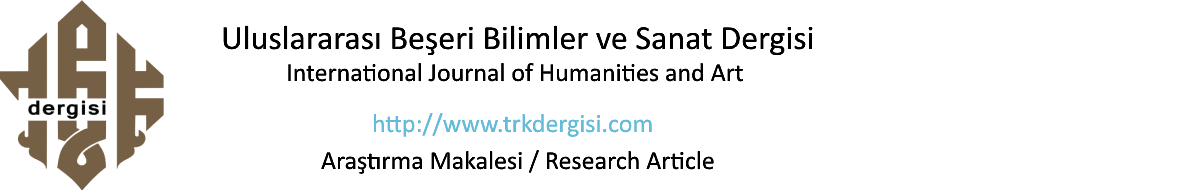 dergisi
Uluslararası Beşeri Bilimler ve Sanat Dergisi
International Journal of Humanities and Art
http://www.trkdergisi.com
Araştırma Makalesi / Research Article